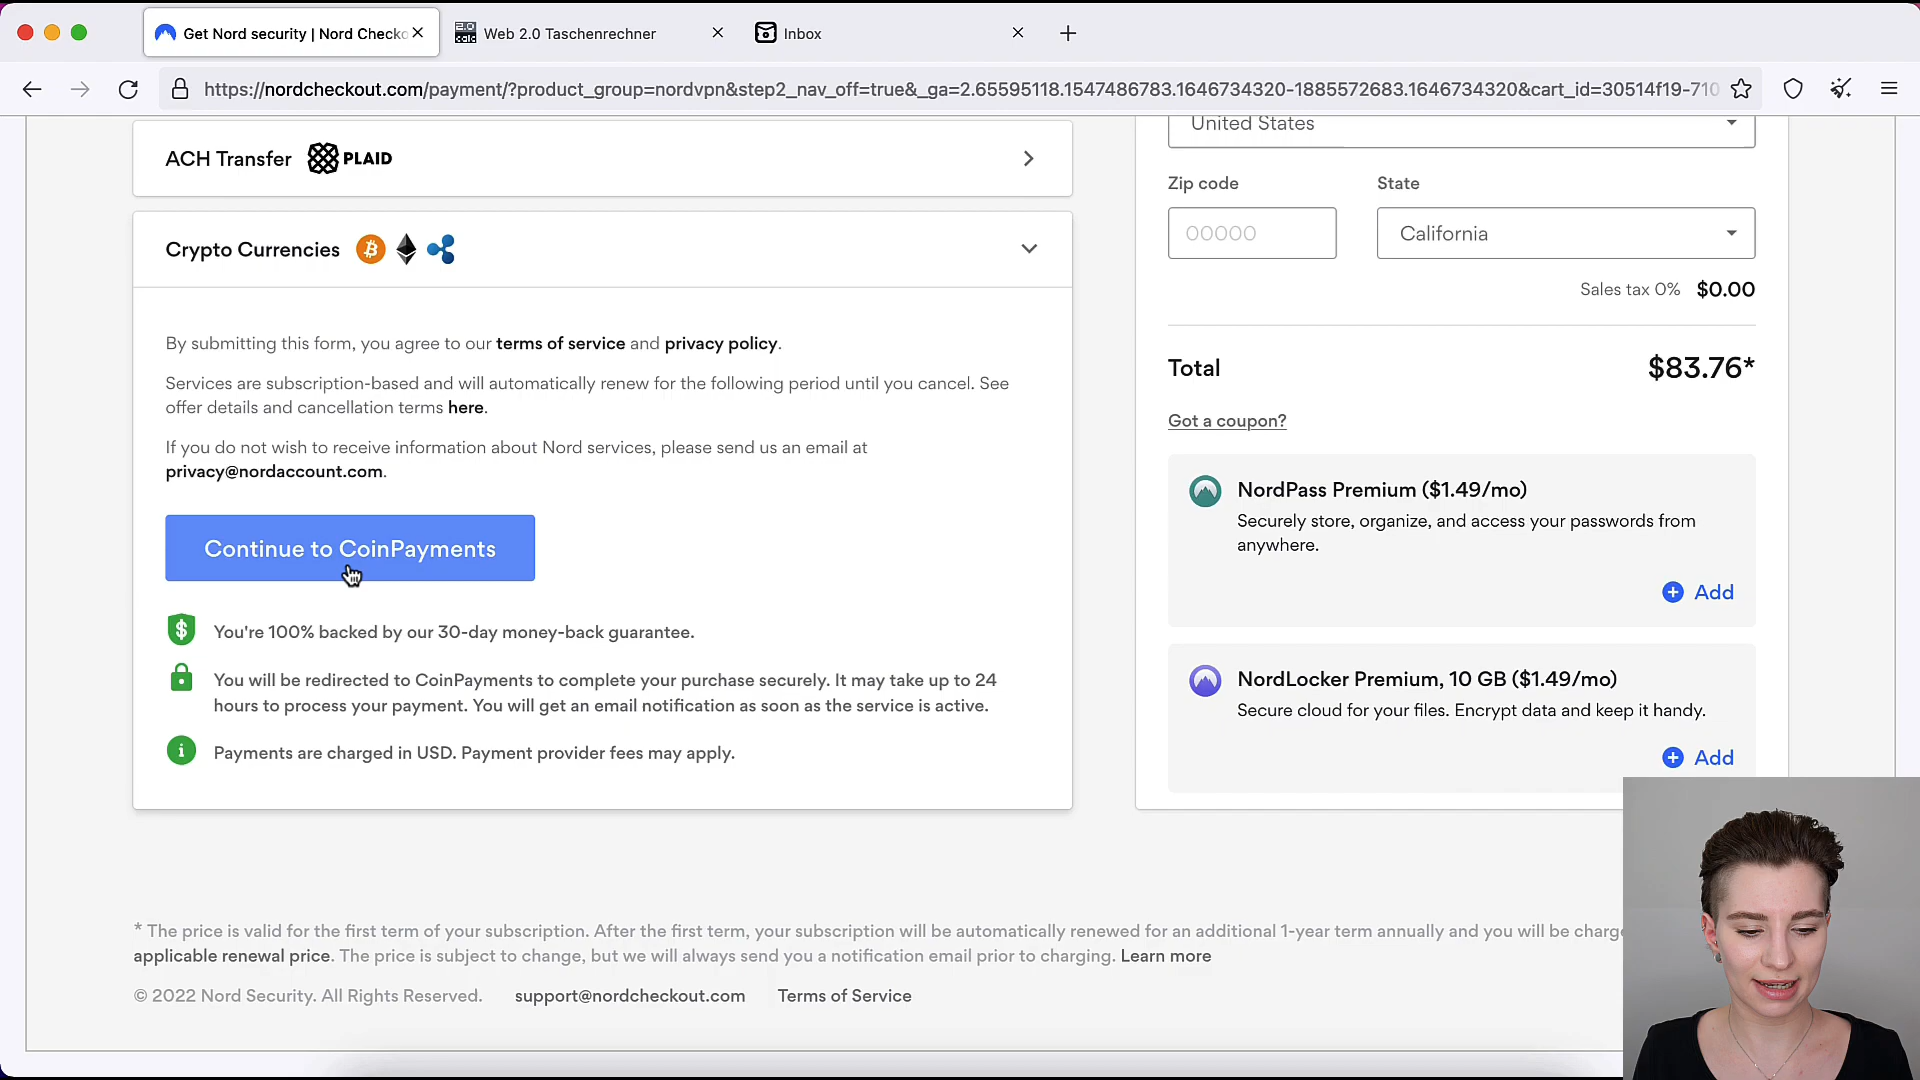 Get Nord security | Nord Checko
Web 2.0 Taschenrechner
Inbox
https://nordcheckout.com/payment/?product_group=nordvpn&step2_nav_off=true&_ga=2.65595118.1547486783.1646734320-1885572683.1646734320&cart_id=30514f19-710
ACH Transfer PLAID
Crypto Currencies
By submitting this form, you agree to our terms of service and privacy policy.
Services are subscription-based and will automatically renew for the following period until you cancel. See
offer details and cancellation terms here.
If you do not wish to receive information about Nord services, please send us an email at
privacy@nordaccount.com.
Continue to CoinPayments
You're 100% backed by our 30-day money-back guarantee.
You will be redirected to CoinPayments to complete your purchase securely. It may take up to 24
hours to process your payment. You will get an email notification as soon as the service is active.
Payments are charged in USD. Payment provider fees may apply.
United States
Zip code
State
00000
California
Sales tax 0% $0.00
Total $83.76*
Got a coupon?
NordPass Premium ($1.49/mo)
Securely store, organize, and access your passwords from
anywhere.
Add
NordLocker Premium, 10 GB ($1.49/mo)
Secure cloud for your files. Encrypt data and keep it handy.
Add
* The price is valid for the first term of your subscription. After the first term, your subscription will be automatically renewed for an additional 1-year term annually and you will be charg
applicable renewal price. The price is subject to change, but we will always send you a notification email prior to charging. Learn more
© 2022 Nord Security. All Rights Reserved. support@nordcheckout.com Terms of Service